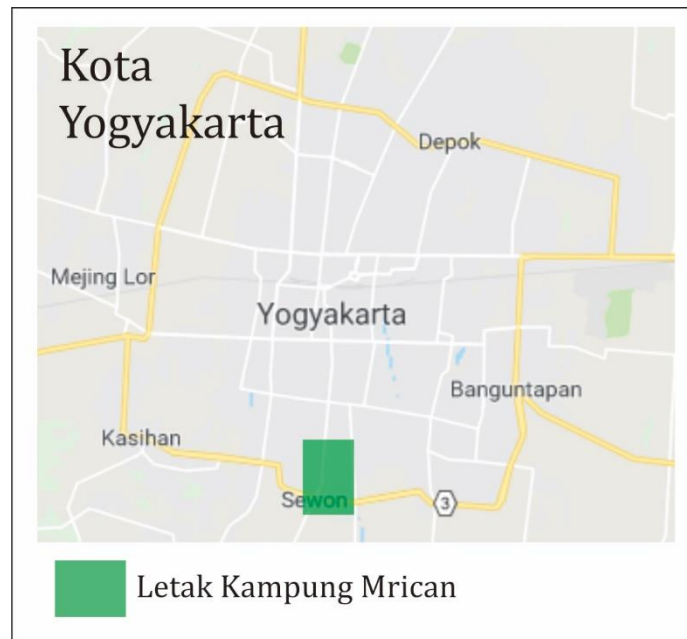 Kota
Yogyakarta
Depok
Mejing Lor
Yogyakarta
Banguntapan
Kasihan
Sewon
3
Letak Kampung Mrican